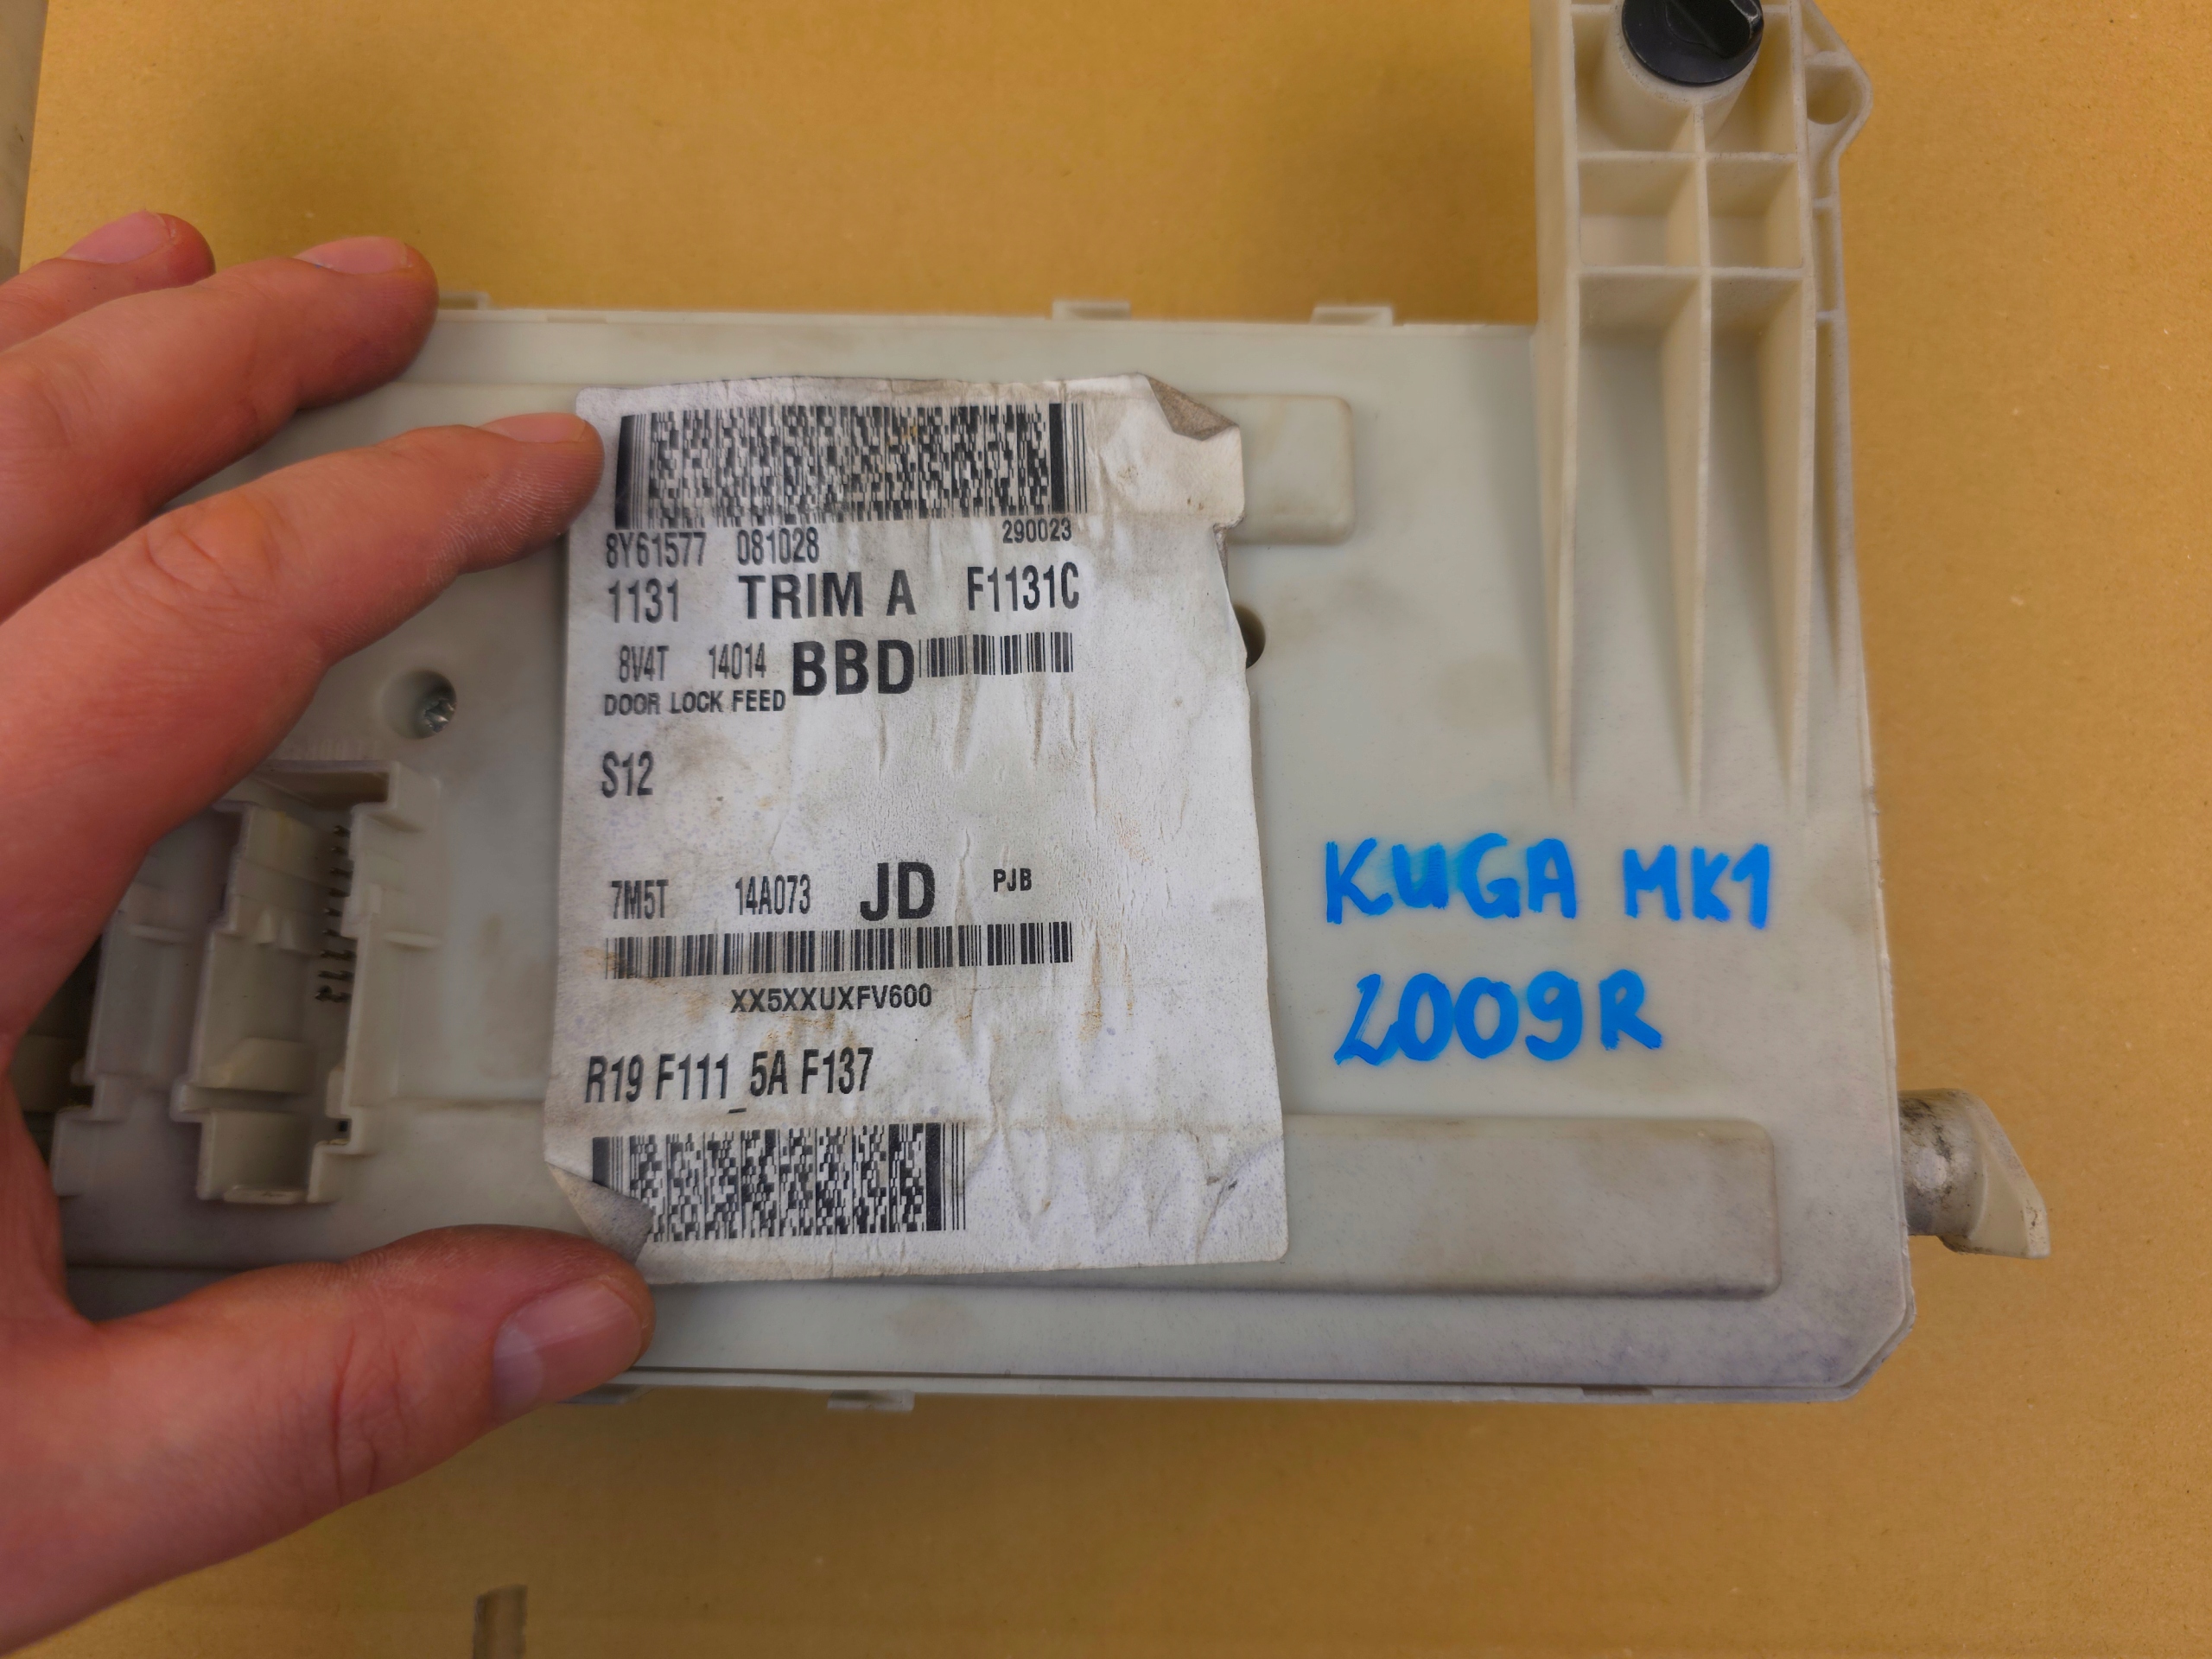 290023
8Y61577 081028
1131 TRIM A F1131C
8V4T 14014 BBD
DOOR LOCK FEED
S12
7M5T 14A073 JD PJB
XX5XXUXFV600
R19 F111_5A F137
KUGA MK1
2009R